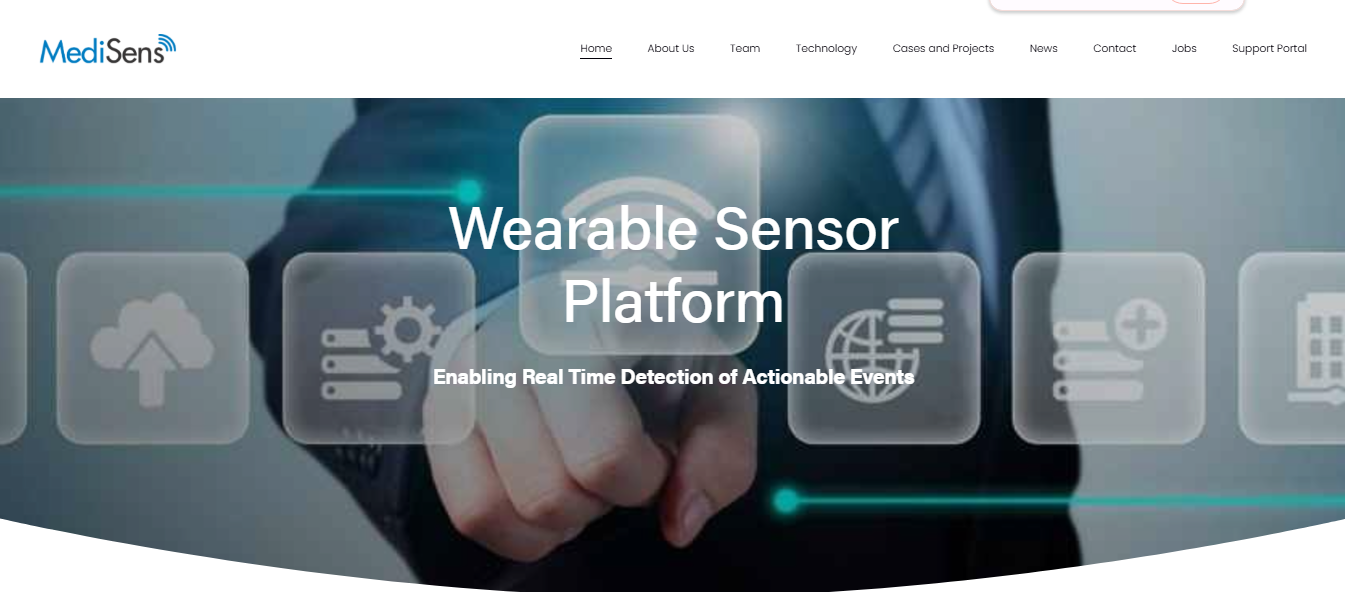 MediSens
Home About Us Team Technology Cases and Projects News Contact Jobs Support Portal
Wearable Sensor
Platform
Enabling Real Time Detection of Actionable Events